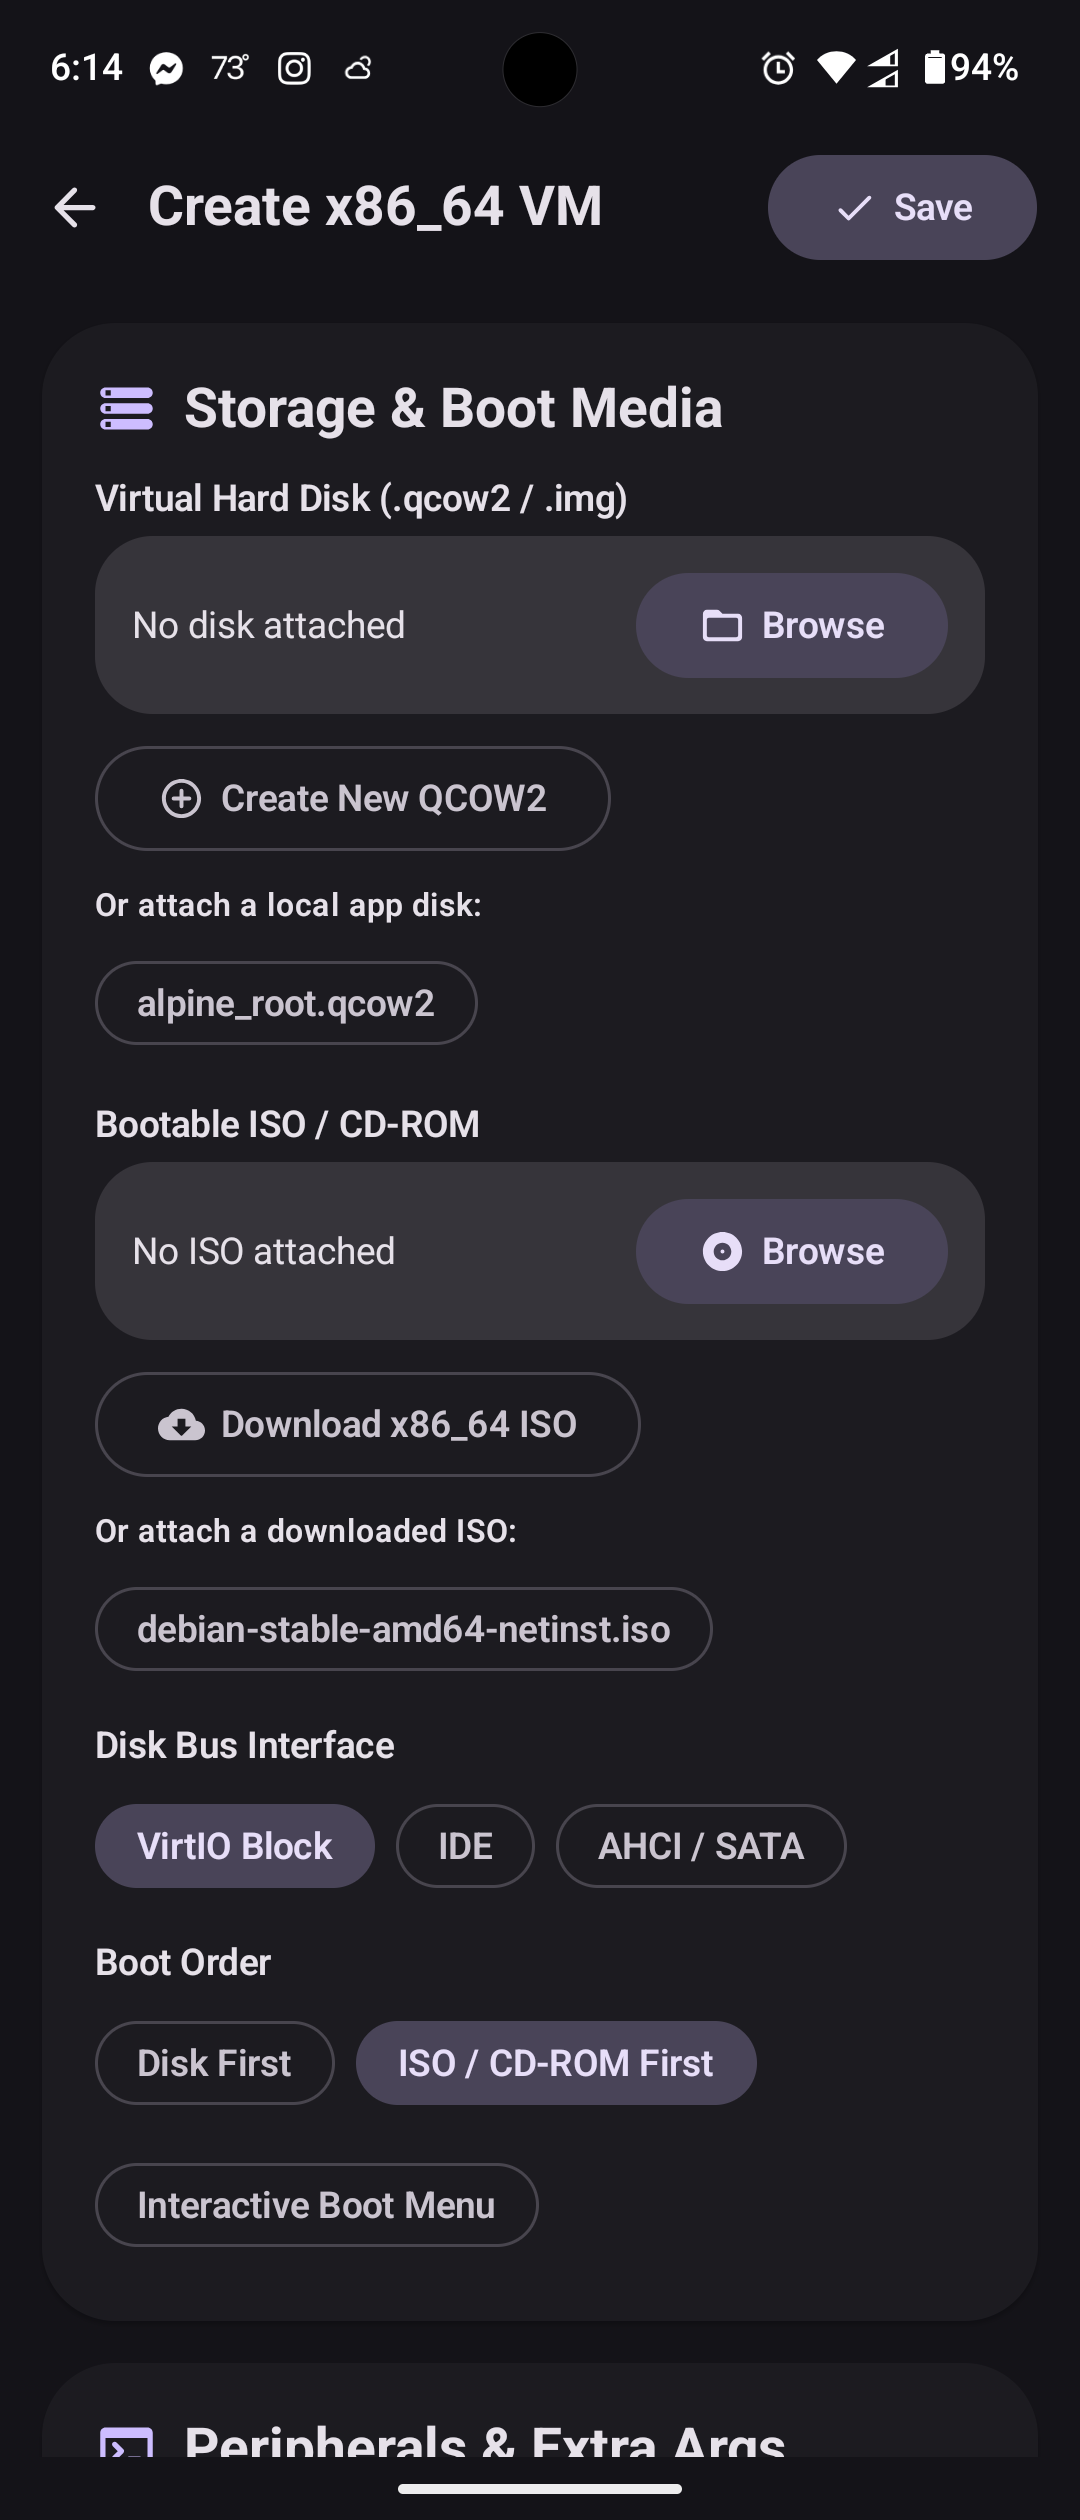 6:14 73° 94%
Create x86_64 VM
Save
Storage & Boot Media
Virtual Hard Disk (.qcow2 / .img)
No disk attached
Browse
Create New QCOW2
Or attach a local app disk:
alpine_root.qcow2
Bootable ISO / CD-ROM
No ISO attached
Browse
Download x86_64 ISO
Or attach a downloaded ISO:
debian-stable-amd64-netinst.iso
Disk Bus Interface
VirtIO Block IDE AHCI / SATA
Boot Order
Disk First ISO / CD-ROM First
Interactive Boot Menu
Peripherals & Extra Args